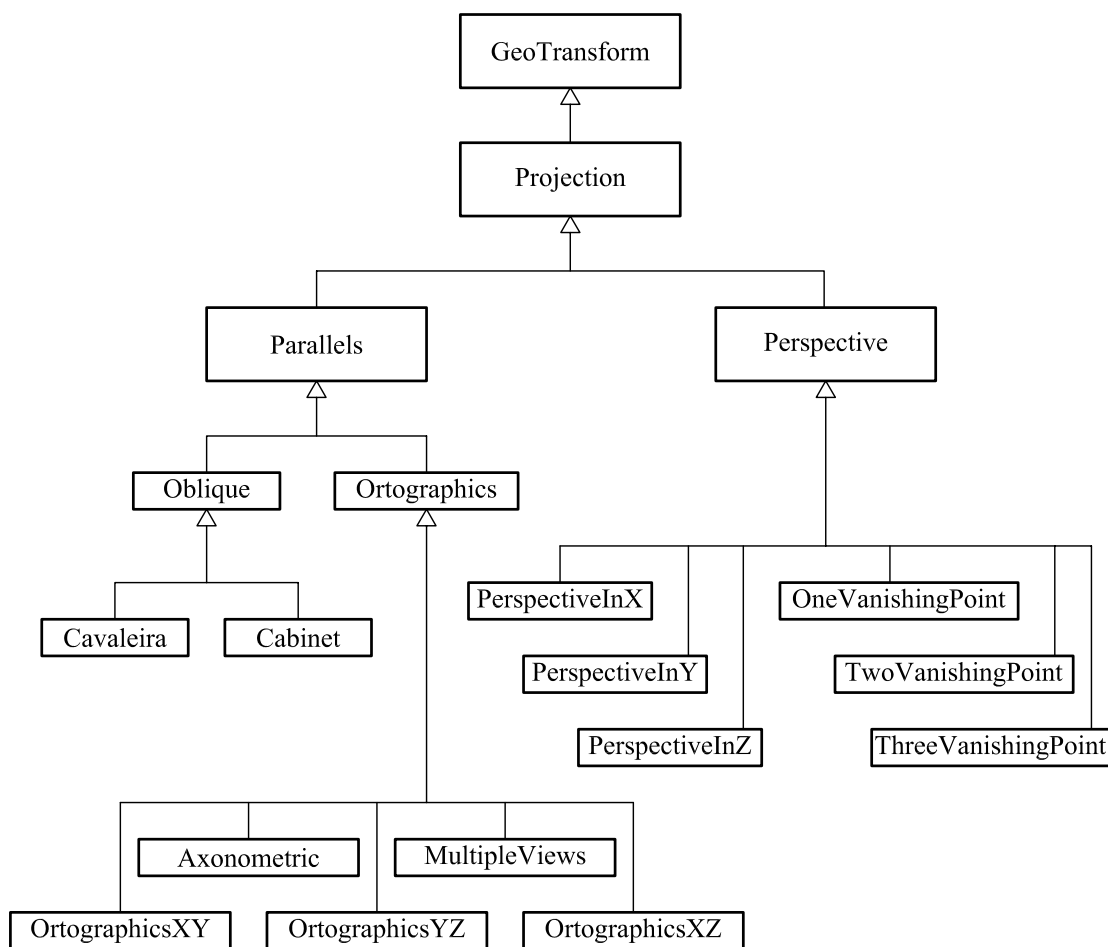 GeoTransform
Projection
Parallels
Perspective
Oblique
Ortographics
PerspectiveInX
OneVanishingPoint
Cavaleira
Cabinet
PerspectiveInY
TwoVanishingPoint
PerspectiveInZ
ThreeVanishingPoint
Axonometric
MultipleViews
OrtographicsXY
OrtographicsYZ
OrtographicsXZ